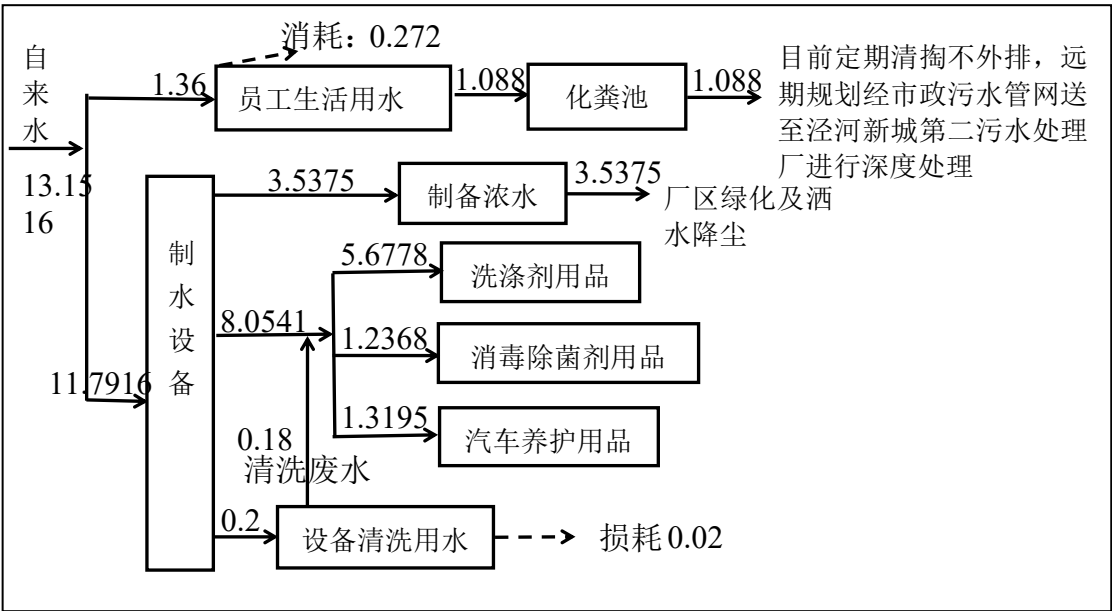 消耗：0.272
自
来
水
1.36
员工生活用水
1.088
化粪池
1.088
目前定期清掏不外排，远
期规划经市政污水管网送
至泾河新城第二污水处理
厂进行深度处理
13.15
16
3.5375
制备浓水
3.5375
厂区绿化及洒
水降尘
制
水
设
备
5.6778
洗涤剂用品
8.0541
1.2368
消毒除菌剂用品
11.7916
1.3195
汽车养护用品
0.18
清洗废水
0.2
设备清洗用水
损耗 0.02